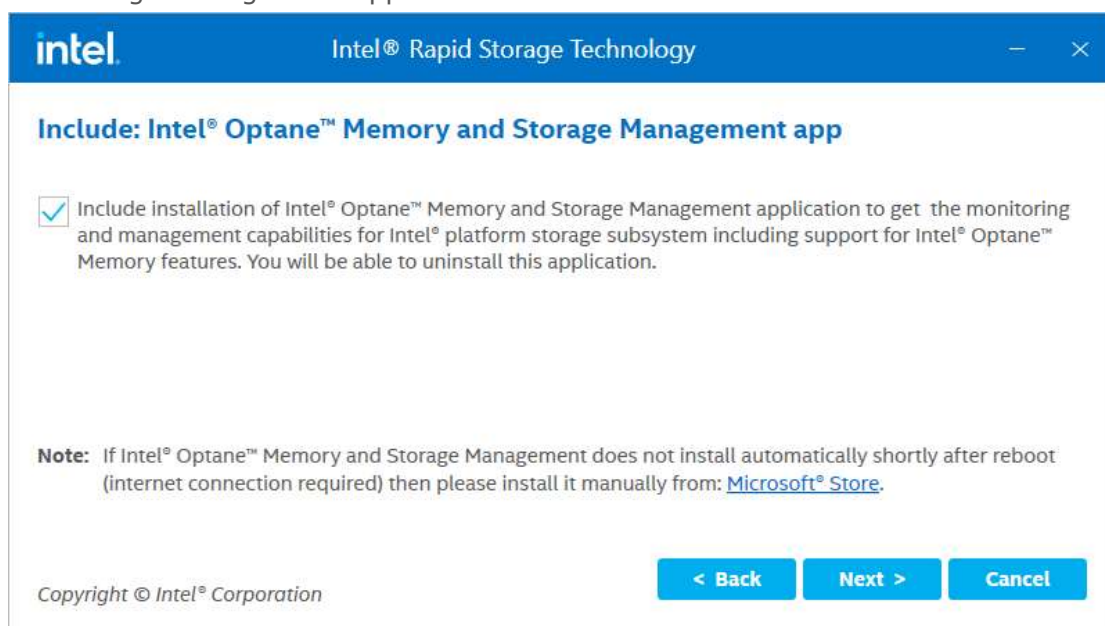 intel.
Intel® Rapid Storage Technology
Include: Intel® Optane™ Memory and Storage Management app
Include installation of Intel® Optane™ Memory and Storage Management application to get the monitoring
and management capabilities for Intel® platform storage subsystem including support for Intel® Optane™
Memory features. You will be able to uninstall this application.
Note: If Intel® Optane™ Memory and Storage Management does not install automatically shortly after reboot
(internet connection required) then please install it manually from: Microsoft® Store.
< Back Next > Cancel
Copyright © Intel® Corporation